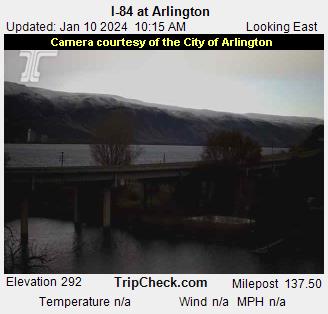 I-84 at Arlington
Updated: Jan 10 2024 10:15 AM Looking East
Camera courtesy of the City of Arlington
Elevation 292 TripCheck.com Milepost 137.50
Temperature n/a Wind n/a MPH n/a